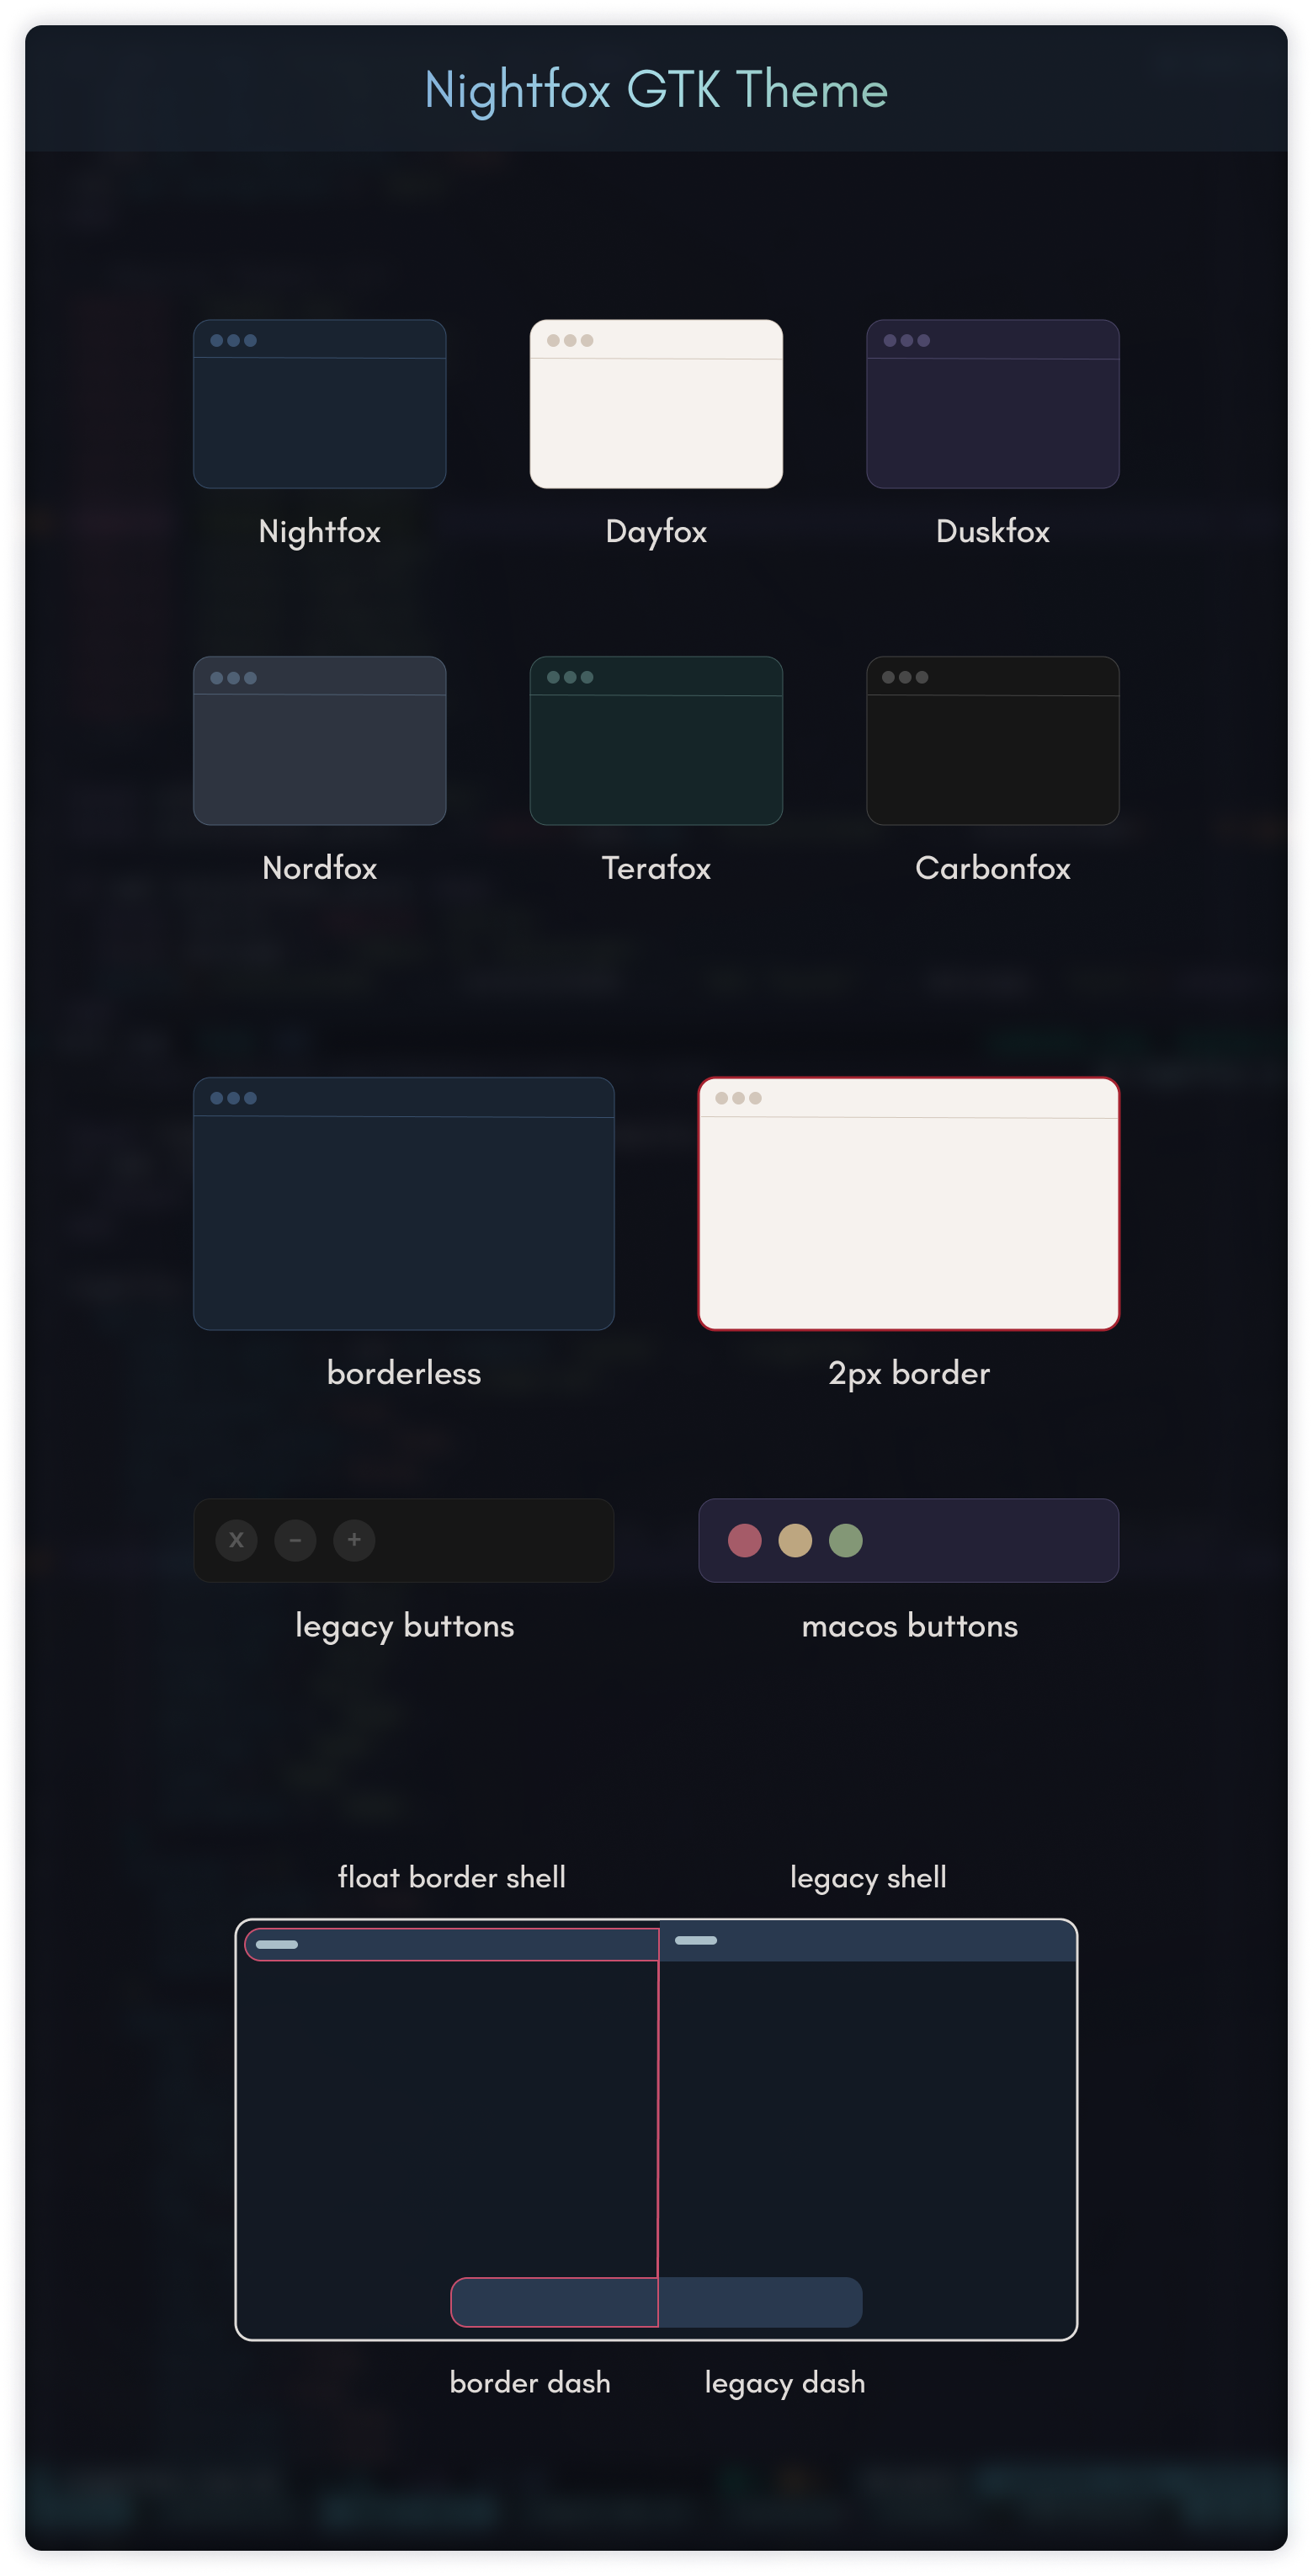 Nightfox GTK Theme
Nightfox Dayfox Duskfox
Nordfox Terafox Carbonfox
borderless 2px border
X − +
legacy buttons macos buttons
float border shell legacy shell
border dash legacy dash